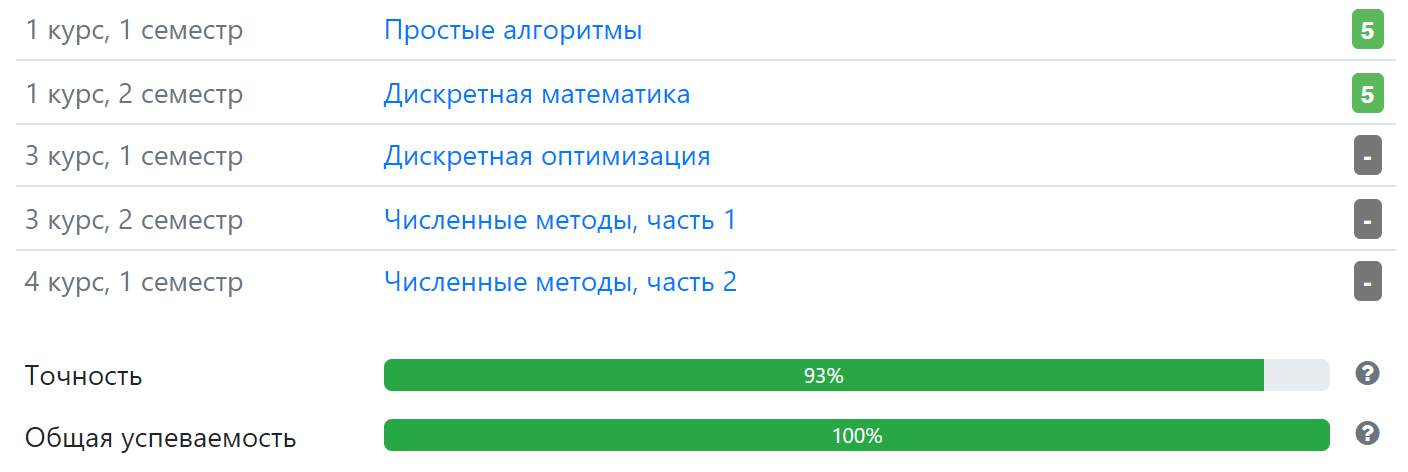 1 курс, 1 семестр Простые алгоритмы 5
1 курс, 2 семестр Дискретная математика 5
3 курс, 1 семестр Дискретная оптимизация -
3 курс, 2 семестр Численные методы, часть 1 -
4 курс, 1 семестр Численные методы, часть 2 -
Точность 93% ?
Общая успеваемость 100% ?